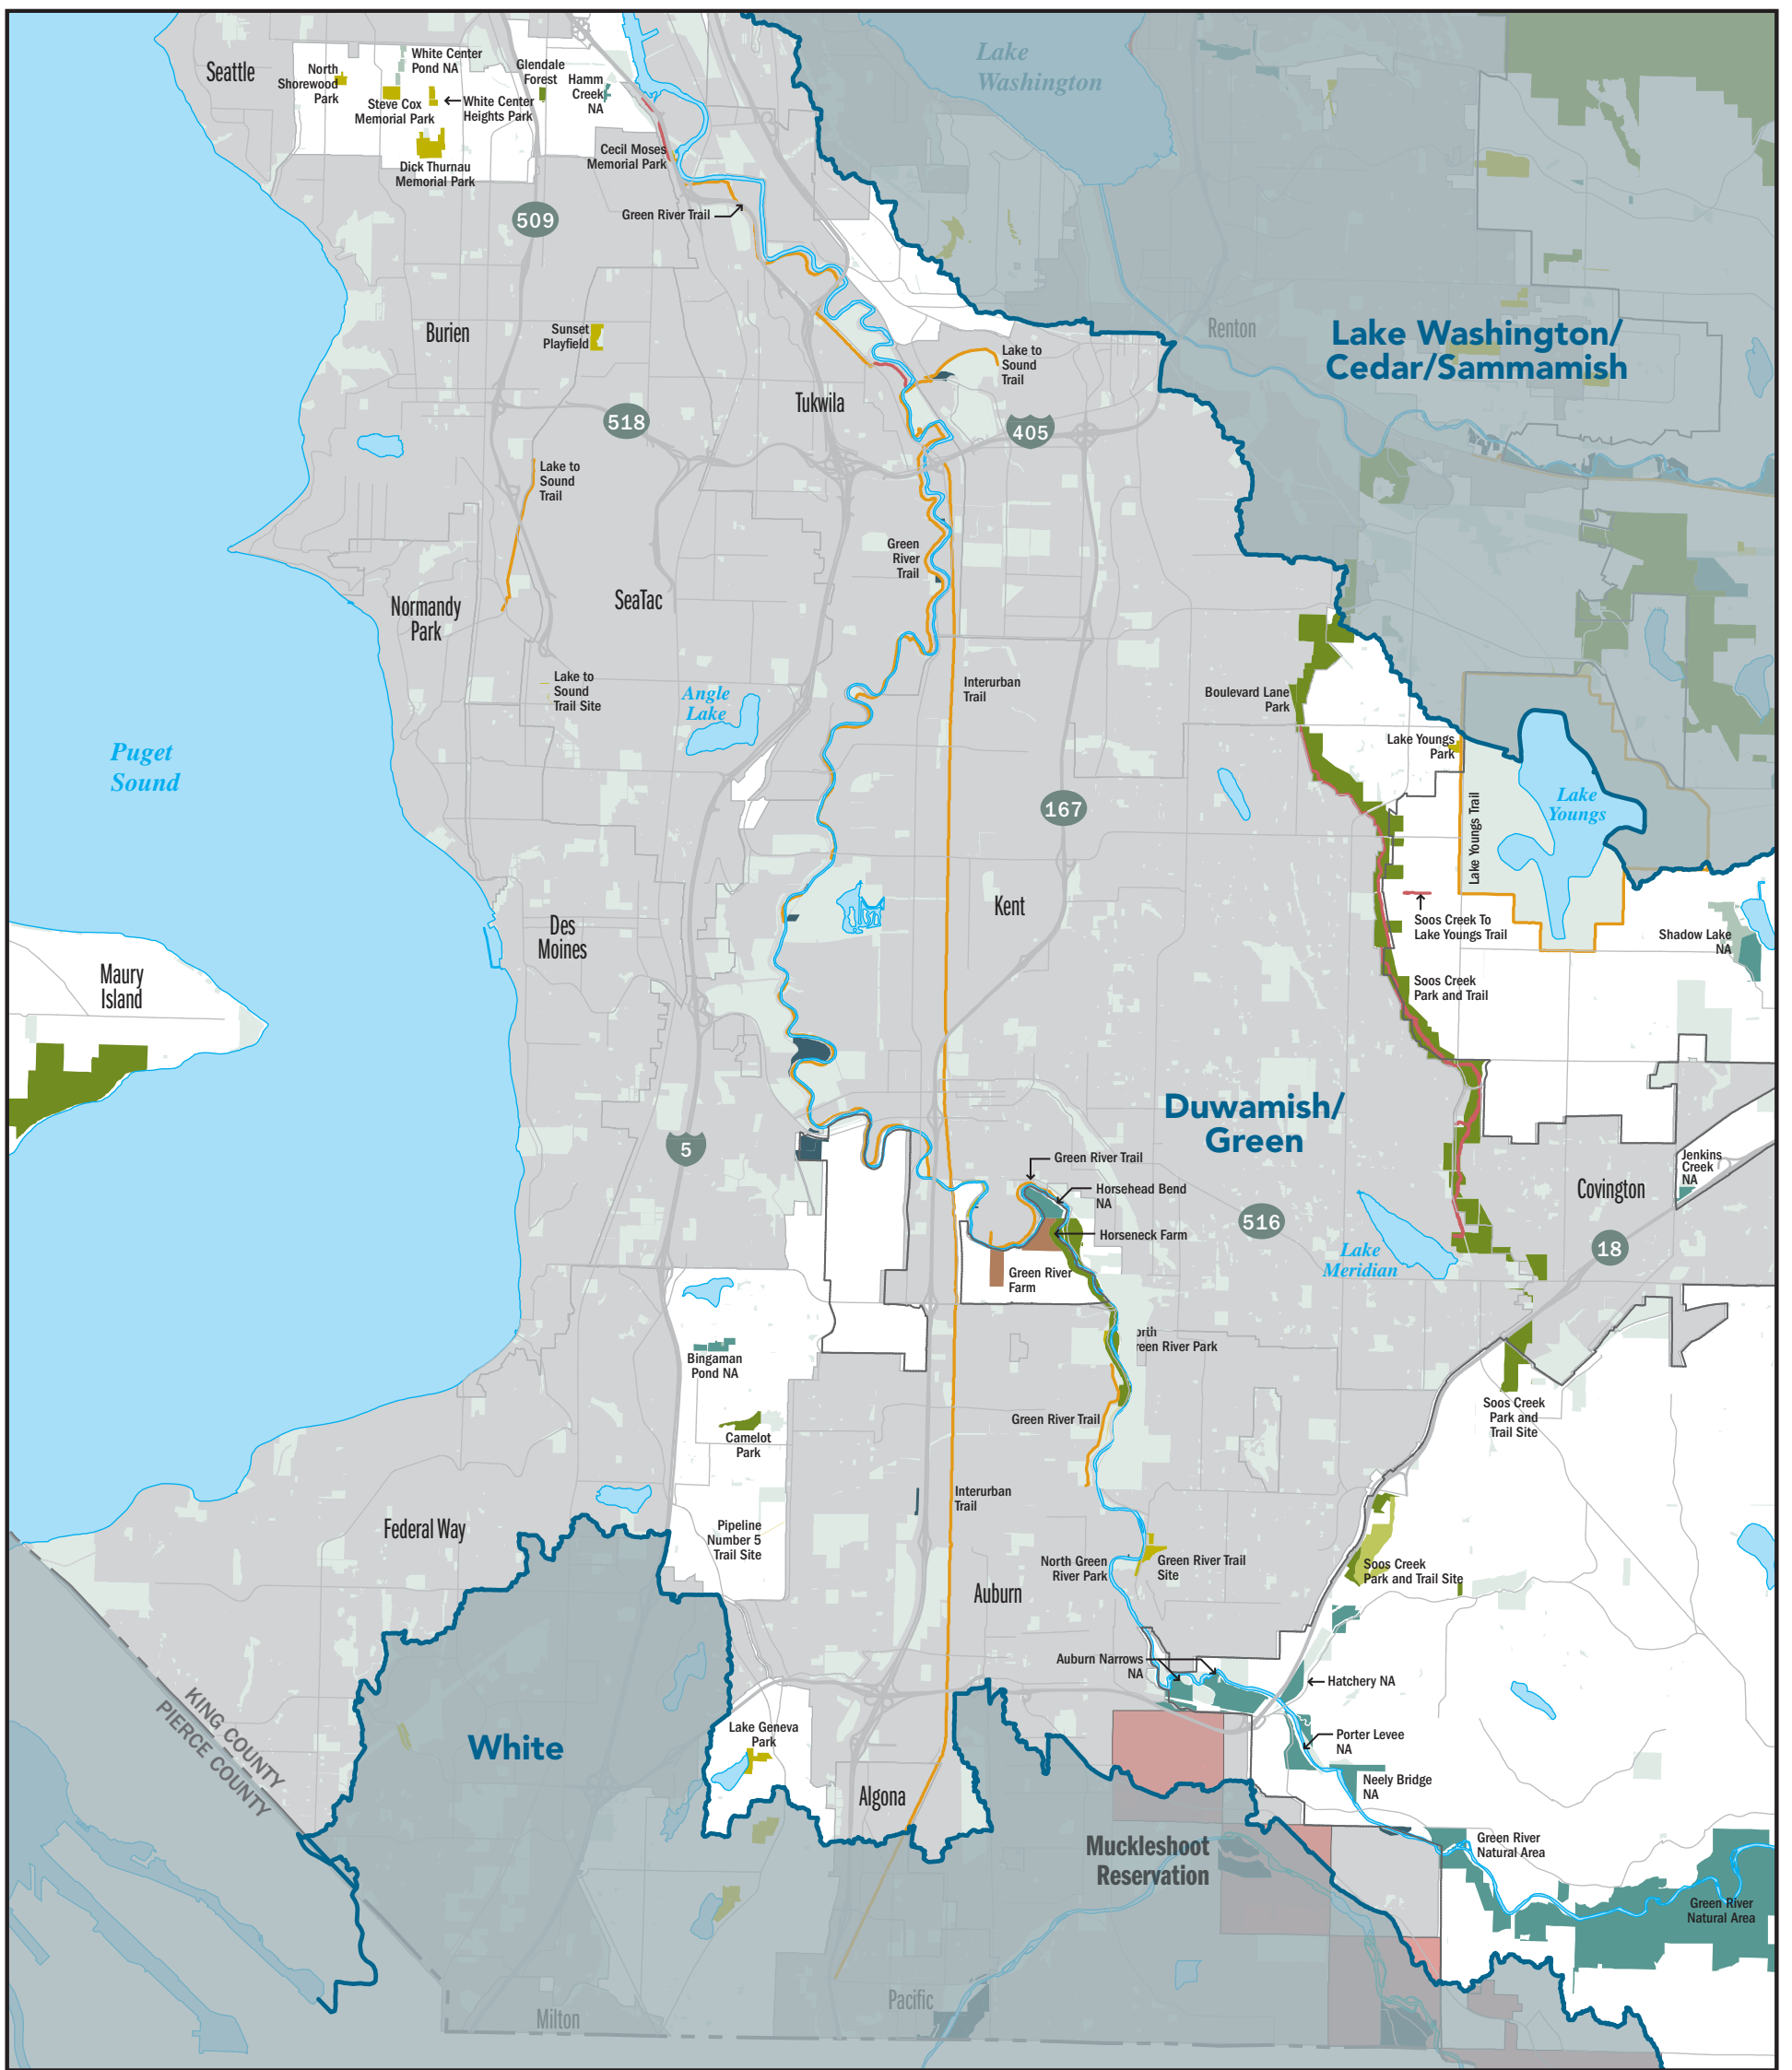 Seattle
North
Shorewood
Park
White Center
Pond NA
Steve Cox
Memorial Park
White Center
Heights Park
Glendale
Forest
Hamm
Creek
NA
Dick Thurnau
Memorial Park
Cecil Moses
Memorial Park
Green River Trail
509
Lake
Washington
Renton
Lake Washington/
Cedar/Sammamish
Burien
Sunset
Playfield
Lake to
Sound
Trail
Tukwila
518
405
Lake to
Sound
Trail
Green
River
Trail
Normandy
Park
SeaTac
Lake to
Sound
Trail Site
Angle
Lake
Interurban
Trail
Boulevard Lane
Park
Lake Youngs
Park
Puget
Sound
167
Lake Youngs Trail
Lake
Youngs
Kent
Des
Moines
Soos Creek To
Lake Youngs Trail
Shadow Lake
NA
Maury
Island
Soos Creek
Park and Trail
Duwamish/
Green
5
Green River Trail
Horsehead Bend
NA
Horseneck Farm
Green River
Farm
516
Jenkins
Creek
NA
Covington
18
Lake
Meridian
orth
reen River Park
Bingaman
Pond NA
Camelot
Park
Green River Trail
Soos Creek
Park and
Trail Site
Interurban
Trail
Federal Way
Pipeline
Number 5
Trail Site
North Green
River Park
Green River Trail
Site
Soos Creek
Park and Trail Site
Auburn
Auburn Narrows
NA
Hatchery NA
KING COUNTY
PIERCE COUNTY
White
Lake Geneva
Park
Porter Levee
NA
Neely Bridge
NA
Algona
Muckleshoot
Reservation
Green River
Natural Area
Green River
Natural Area
Pacific
Milton